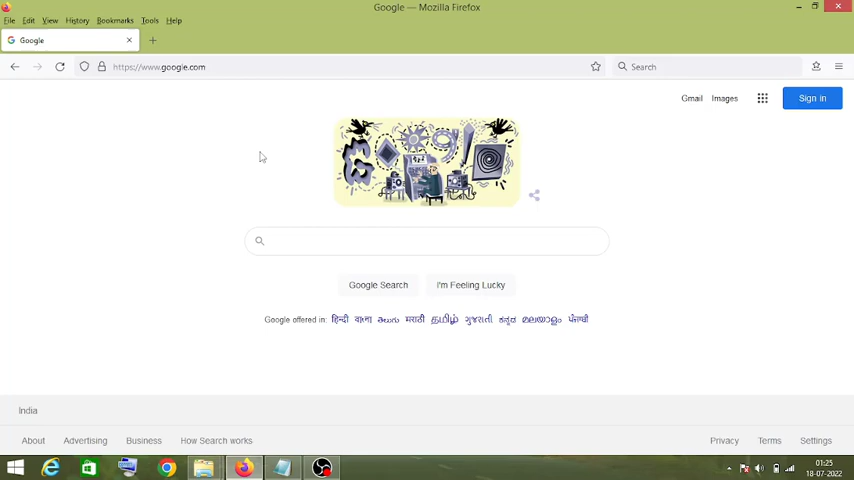 Google — Mozilla Firefox
File Edit View History Bookmarks Tools Help
Google
https://www.google.com
Search
Gmail Images Sign in
Google Search I'm Feeling Lucky
Google offered in: हिन्दी বাংলা తెలుగు मराठी தமிழ் ગુજરાતી ಕನ್ನಡ മലയാളം ਪੰਜਾਬੀ
India
About Advertising Business How Search works Privacy Terms Settings
01:25
18-07-2022